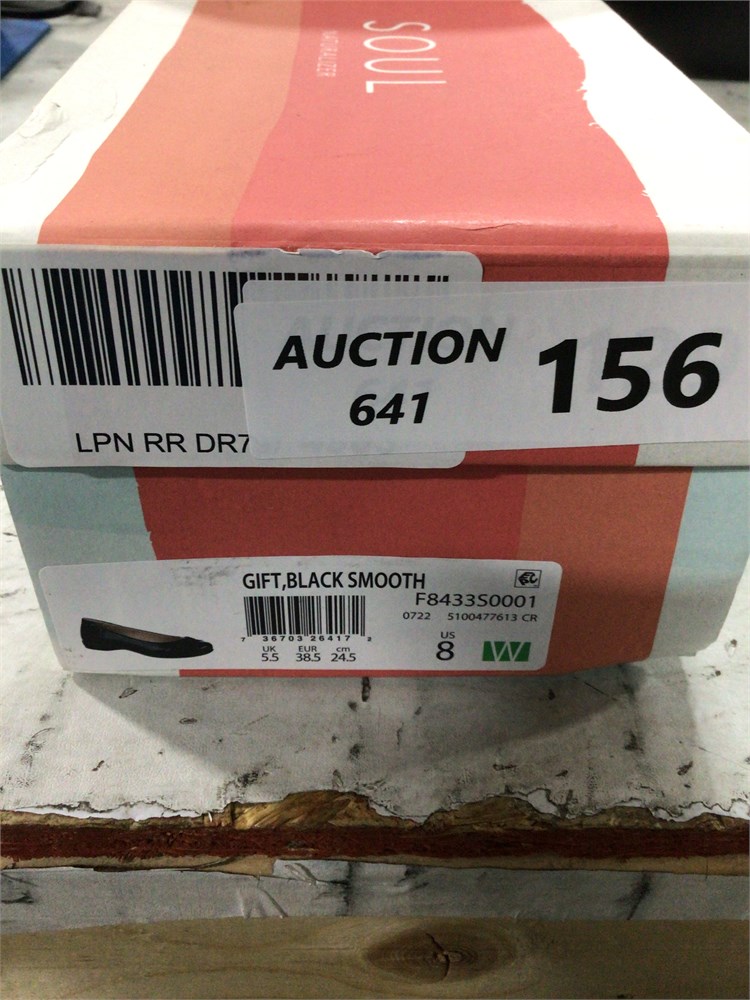 SOUL
NATURALIZER
AUCTION
641
156
LPN RR DR7
GIFT,BLACK SMOOTH
F8433S0001
0722 5100477613 CR
7 36703 26417 2
UK EUR cm
5.5 38.5 24.5
US
8 W